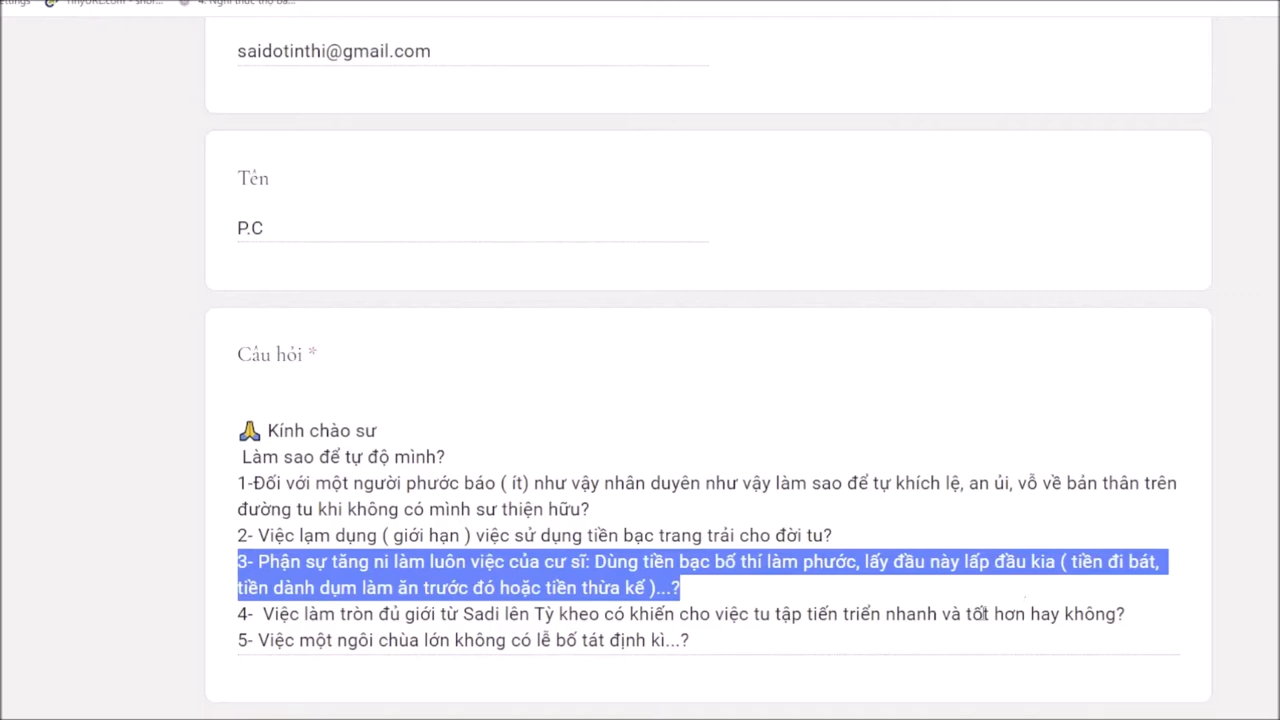 saidotinthi@gmail.com
Tên
P.C
Câu hỏi *
🙏 Kính chào sư
Làm sao để tự độ mình?
1-Đối với một người phước báo ( ít) như vậy nhân duyên như vậy làm sao để tự khích lệ, an ủi, vỗ về bản thân trên
đường tu khi không có mình sư thiện hữu?
2- Việc lạm dụng ( giới hạn ) việc sử dụng tiền bạc trang trải cho đời tu?
3- Phận sự tăng ni làm luôn việc của cư sĩ: Dùng tiền bạc bố thí làm phước, lấy đầu này lấp đầu kia ( tiền đi bát,
tiền dành dụm làm ăn trước đó hoặc tiền thừa kế )...?
4- Việc làm tròn đủ giới từ Sadi lên Tỳ kheo có khiến cho việc tu tập tiến triển nhanh và tốt hơn hay không?
5- Việc một ngôi chùa lớn không có lễ bố tát định kì...?